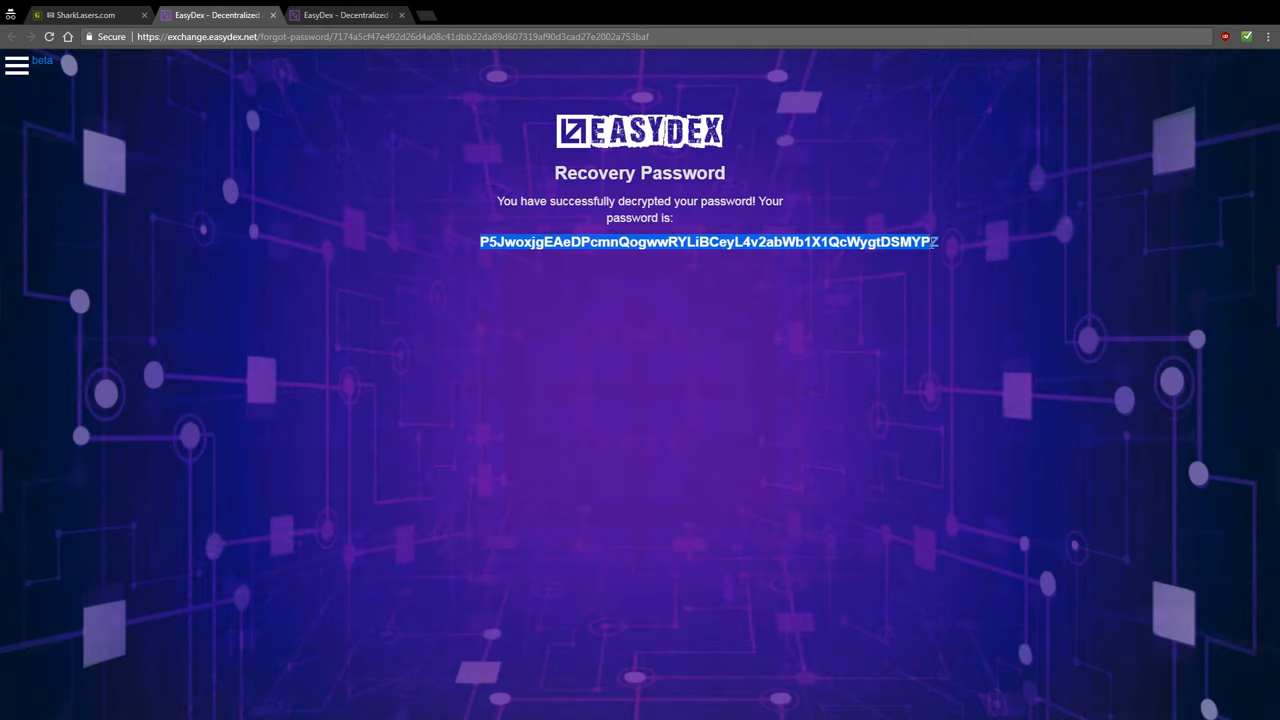 SharkLasers.com
EasyDex - Decentralized
EasyDex - Decentralized
Secure
https://exchange.easydex.net/forgot-password/7174a5cf47e492d26d4a08c41dbb22da89d607319af90d3cad27e2002a753baf
beta
EASYDEX
Recovery Password
You have successfully decrypted your password! Your
password is:
P5JwoxjgEAeDPcmnQogwwRYLiBCeyL4v2abWb1X1QcWygtDSMYPZ